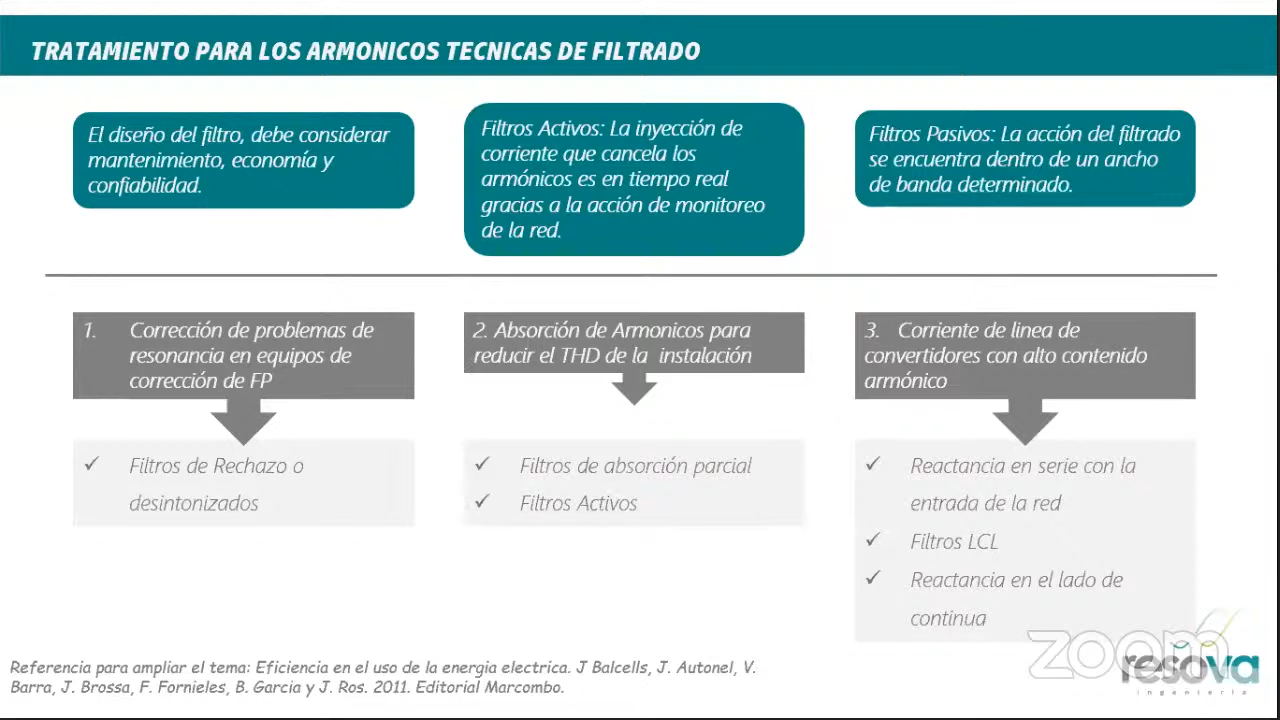 TRATAMIENTO PARA LOS ARMONICOS TECNICAS DE FILTRADO
El diseño del filtro, debe considerar
mantenimiento, economía y
confiabilidad.
Filtros Activos: La inyección de
corriente que cancela los
armónicos es en tiempo real
gracias a la acción de monitoreo
de la red.
Filtros Pasivos: La acción del filtrado
se encuentra dentro de un ancho
de banda determinado.
1. Corrección de problemas de
resonancia en equipos de
corrección de FP
2. Absorción de Armonicos para
reducir el THD de la instalación
3. Corriente de linea de
convertidores con alto contenido
armónico
✓ Filtros de Rechazo o
desintonizados
✓ Filtros de absorción parcial
✓ Filtros Activos
✓ Reactancia en serie con la
entrada de la red
✓ Filtros LCL
✓ Reactancia en el lado de
continua
Referencia para ampliar el tema: Eficiencia en el uso de la energia electrica. J Balcells, J. Autonel, V.
Barra, J. Brossa, F. Fornieles, B. Garcia y J. Ros. 2011. Editorial Marcombo.
zoom
resova
ingeniería